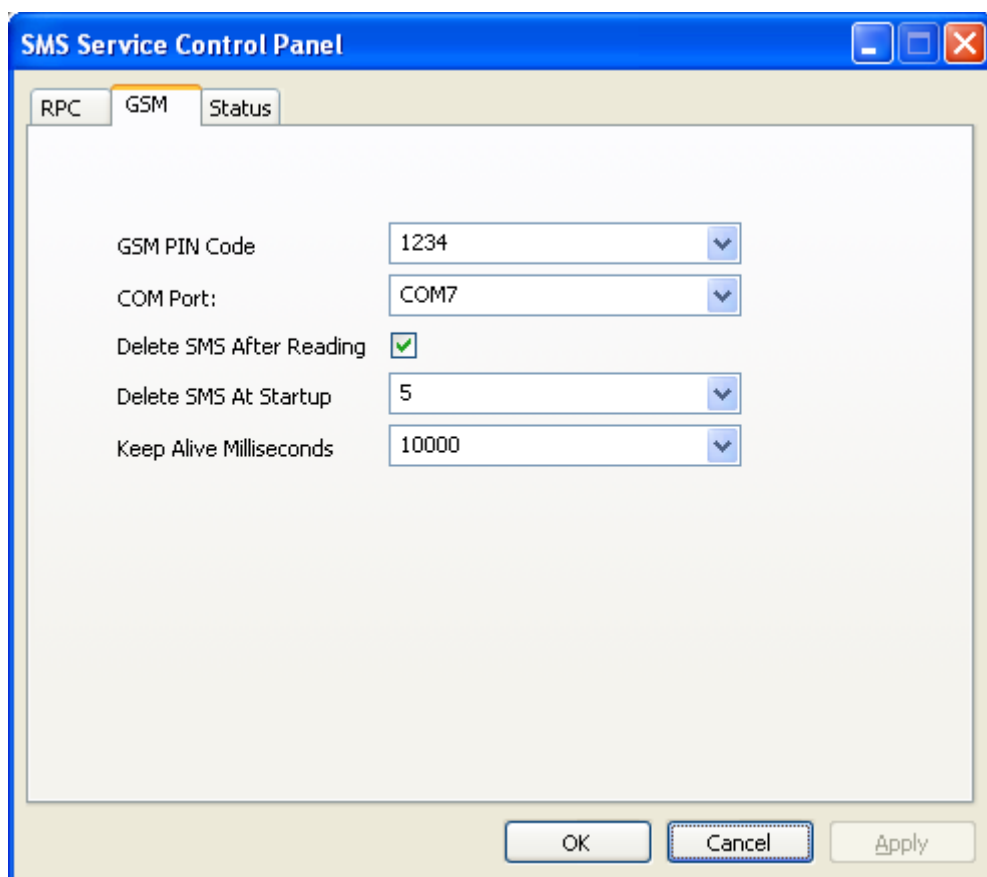 SMS Service Control Panel
RPC GSM Status
GSM PIN Code 1234
COM Port: COM7
Delete SMS After Reading
Delete SMS At Startup 5
Keep Alive Milliseconds 10000
OK Cancel Apply